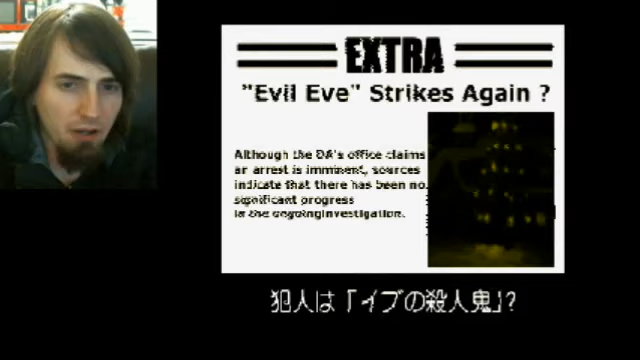 EXTRA
"Evil Eve" Strikes Again ?
Although the DA's office claims
an arrest is imminent, sources
indicate that there has been no
significant progress
in the ongoinginvestigation.
犯人は「イブの殺人鬼」?